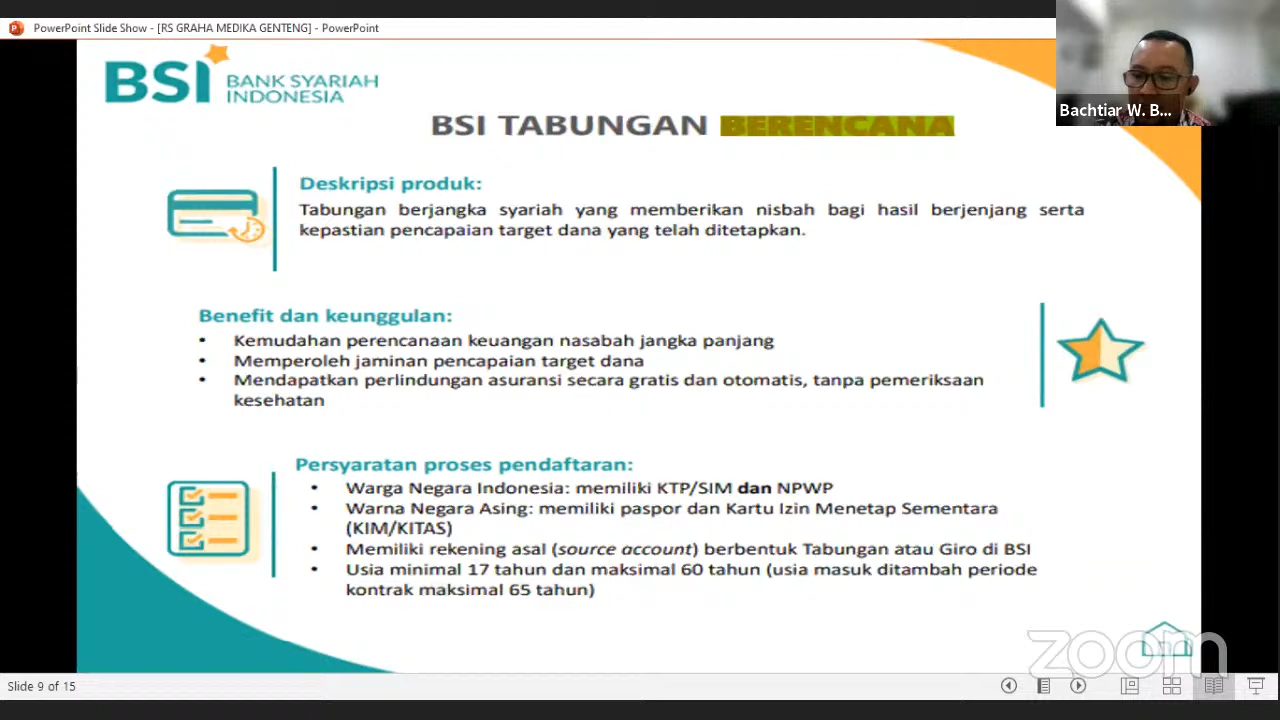 PowerPoint Slide Show - [RS GRAHA MEDIKA GENTENG] - PowerPoint
BSI BANK SYARIAH
INDONESIA
Bachtiar W. B...
BSI TABUNGAN BERENCANA
Deskripsi produk:
Tabungan berjangka syariah yang memberikan nisbah bagi hasil berjenjang serta
kepastian pencapaian target dana yang telah ditetapkan.
Benefit dan keunggulan:
• Kemudahan perencanaan keuangan nasabah jangka panjang
• Memperoleh jaminan pencapaian target dana
• Mendapatkan perlindungan asuransi secara gratis dan otomatis, tanpa pemeriksaan
kesehatan
Persyaratan proses pendaftaran:
• Warga Negara Indonesia: memiliki KTP/SIM dan NPWP
• Warna Negara Asing: memiliki paspor dan Kartu Izin Menetap Sementara
(KIM/KITAS)
• Memiliki rekening asal (source account) berbentuk Tabungan atau Giro di BSI
• Usia minimal 17 tahun dan maksimal 60 tahun (usia masuk ditambah periode
kontrak maksimal 65 tahun)
zoom
Slide 9 of 15